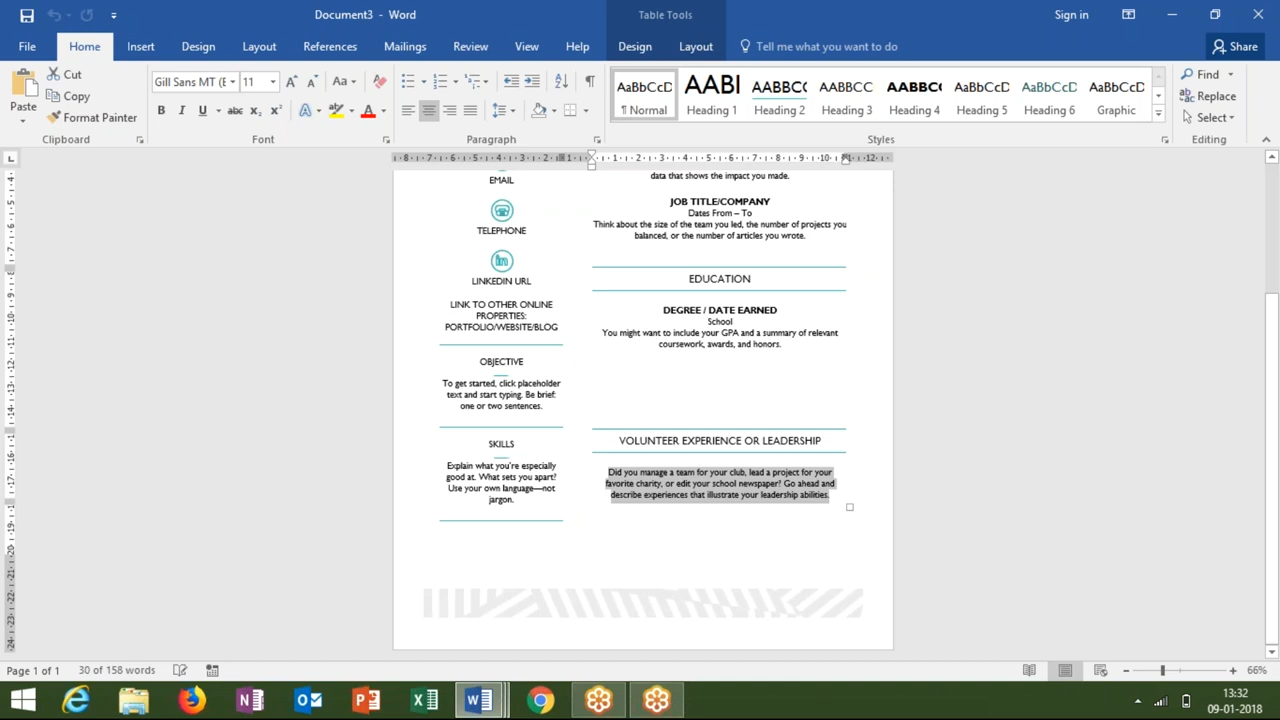 Document3 - Word
Table Tools
Sign in
File
Home
Insert
Design
Layout
References
Mailings
Review
View
Help
Design
Layout
Tell me what you want to do
Share
Paste
Cut
Copy
Format Painter
Clipboard
Gill Sans MT (E
11
Font
Paragraph
AaBbCcD
¶ Normal
AABI
Heading 1
AABBCC
Heading 2
AABBCC
Heading 3
AABBCC
Heading 4
AaBbCcD
Heading 5
AaBbCcD
Heading 6
AaBbCcD
Graphic
Styles
Find
Replace
Select
Editing
EMAIL
TELEPHONE
LINKEDIN URL
LINK TO OTHER ONLINE
PROPERTIES:
PORTFOLIO/WEBSITE/BLOG
OBJECTIVE
To get started, click placeholder
text and start typing. Be brief:
one or two sentences.
SKILLS
Explain what you're especially
good at. What sets you apart?
Use your own language—not
jargon.
data that shows the impact you made.
JOB TITLE/COMPANY
Dates From – To
Think about the size of the team you led, the number of projects you
balanced, or the number of articles you wrote.
EDUCATION
DEGREE / DATE EARNED
School
You might want to include your GPA and a summary of relevant
coursework, awards, and honors.
VOLUNTEER EXPERIENCE OR LEADERSHIP
Did you manage a team for your club, lead a project for your
favorite charity, or edit your school newspaper? Go ahead and
describe experiences that illustrate your leadership abilities.
Page 1 of 1
30 of 158 words
66%
13:32
09-01-2018